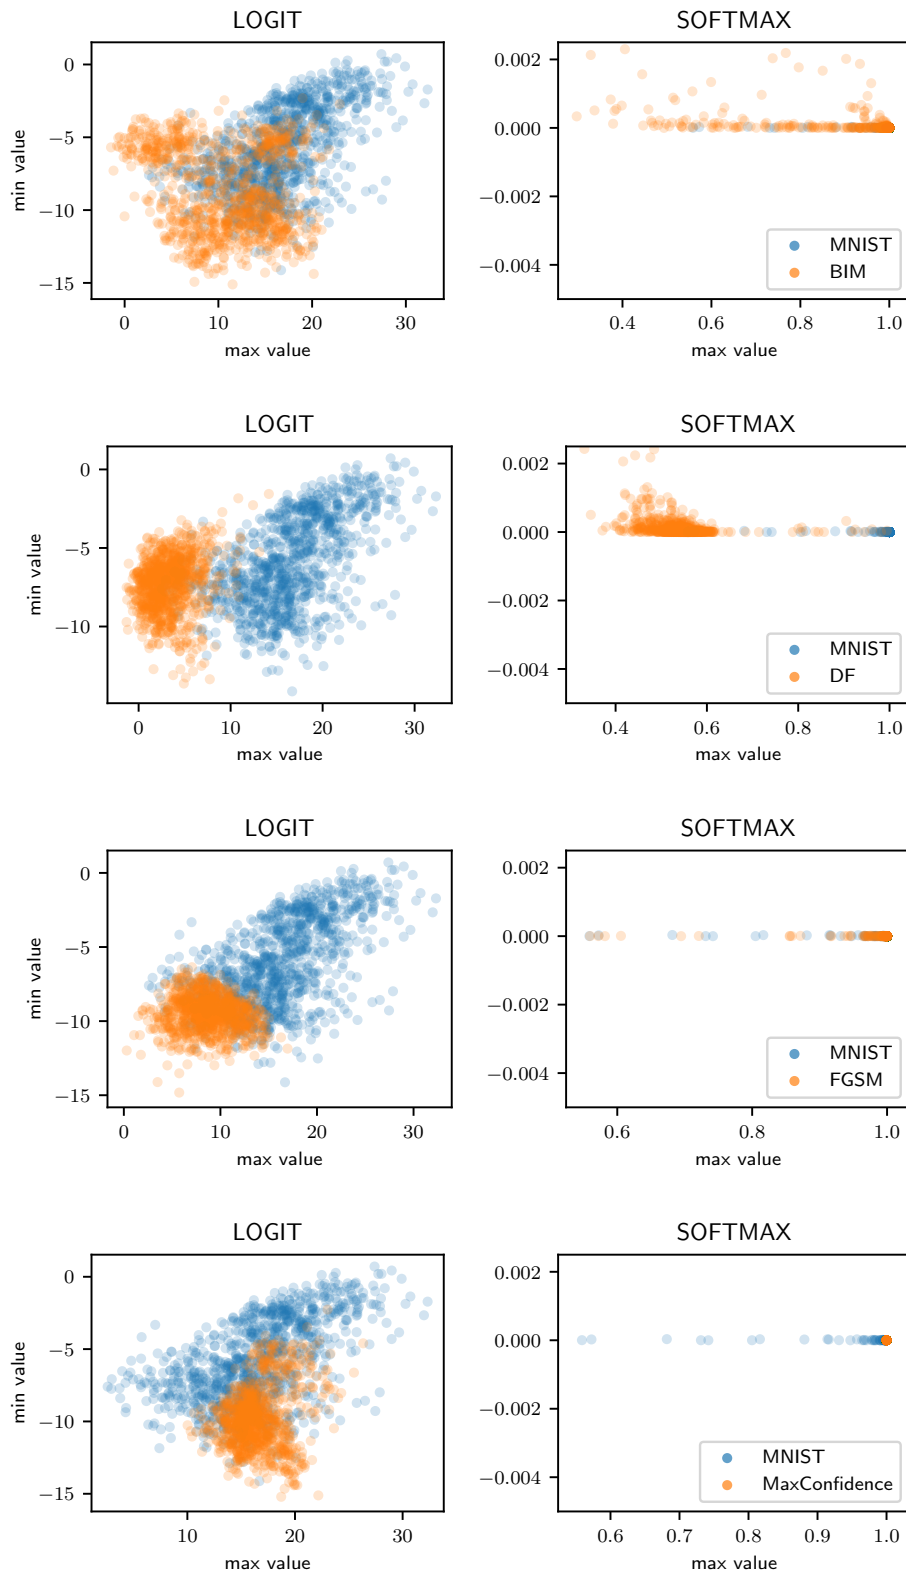 LOGIT
SOFTMAX
0
−5
−10
−15
min value
0 10 20 30
max value
0.002
0.000
−0.002
−0.004
MNIST
BIM
0.4 0.6 0.8 1.0
max value
LOGIT
SOFTMAX
0
−5
−10
min value
0 10 20 30
max value
0.002
0.000
−0.002
−0.004
MNIST
DF
0.4 0.6 0.8 1.0
max value
LOGIT
SOFTMAX
0
−5
−10
−15
min value
0 10 20 30
max value
0.002
0.000
−0.002
−0.004
MNIST
FGSM
0.6 0.8 1.0
max value
LOGIT
SOFTMAX
0
−5
−10
−15
min value
10 20 30
max value
0.002
0.000
−0.002
−0.004
MNIST
MaxConfidence
0.6 0.7 0.8 0.9 1.0
max value